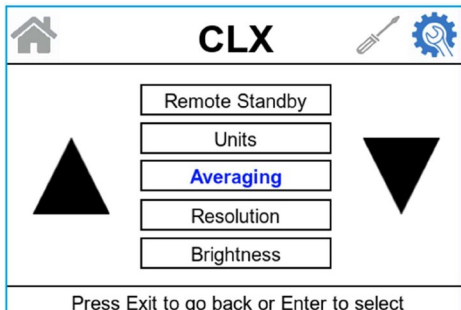 CLX
Remote Standby
Units
Averaging
Resolution
Brightness
Press Exit to go back or Enter to select